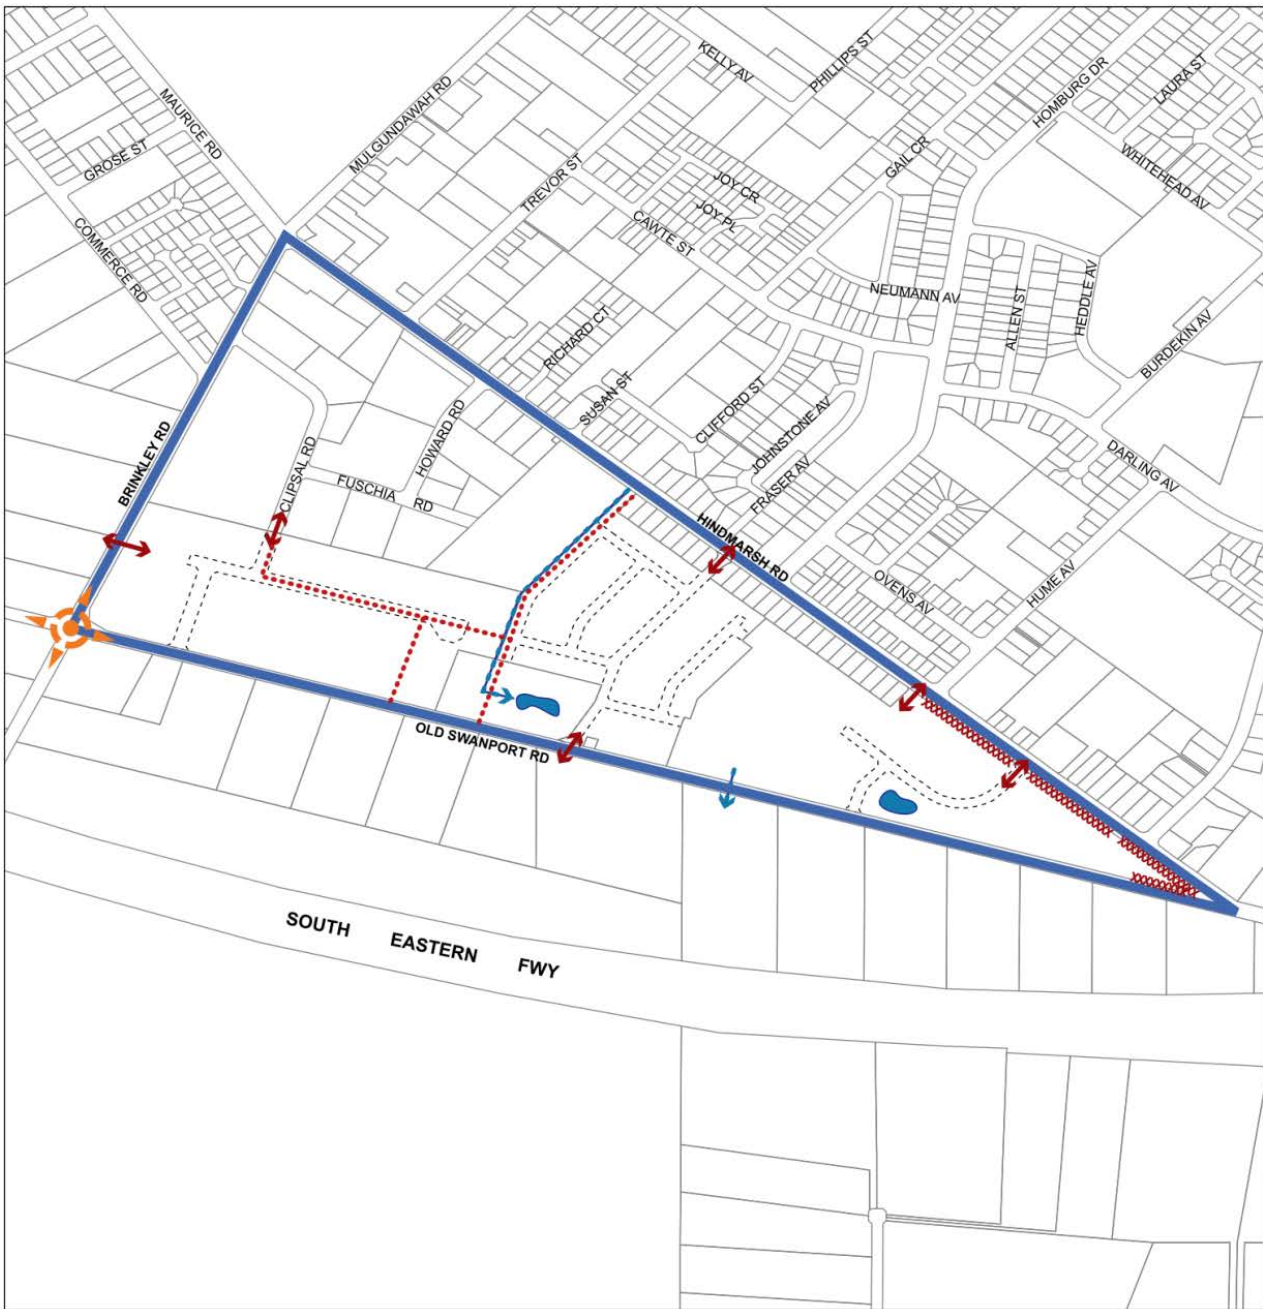 KELLY AV
PHILLIPS ST
HOMBURG DR
LAURA ST
MAURICE RD
MULGUNDAWAH RD
GROSE ST
GAIL CR
WHITEHEAD AV
TREVOR ST
JOY CR
JOY PL
COMMERCE RD
CAWTE ST
NEUMANN AV
ALLEN ST
HEDDLE AV
BURDEKIN AV
RICHARD CT
SUSAN ST
CLIFFORD ST
JOHNSTONE AV
BRINKLEY RD
CLIPSAL RD
HOWARD RD
FUSCHIA RD
FRASER AV
DARLING AV
HINDMARSH RD
OVENS AV
HUME AV
OLD SWANPORT RD
SOUTH EASTERN FWY